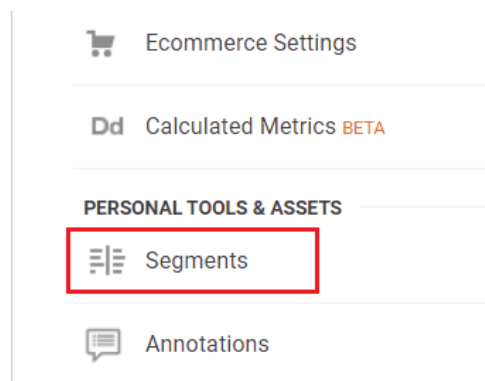 Ecommerce Settings
Dd Calculated Metrics BETA
PERSONAL TOOLS & ASSETS
Segments
Annotations